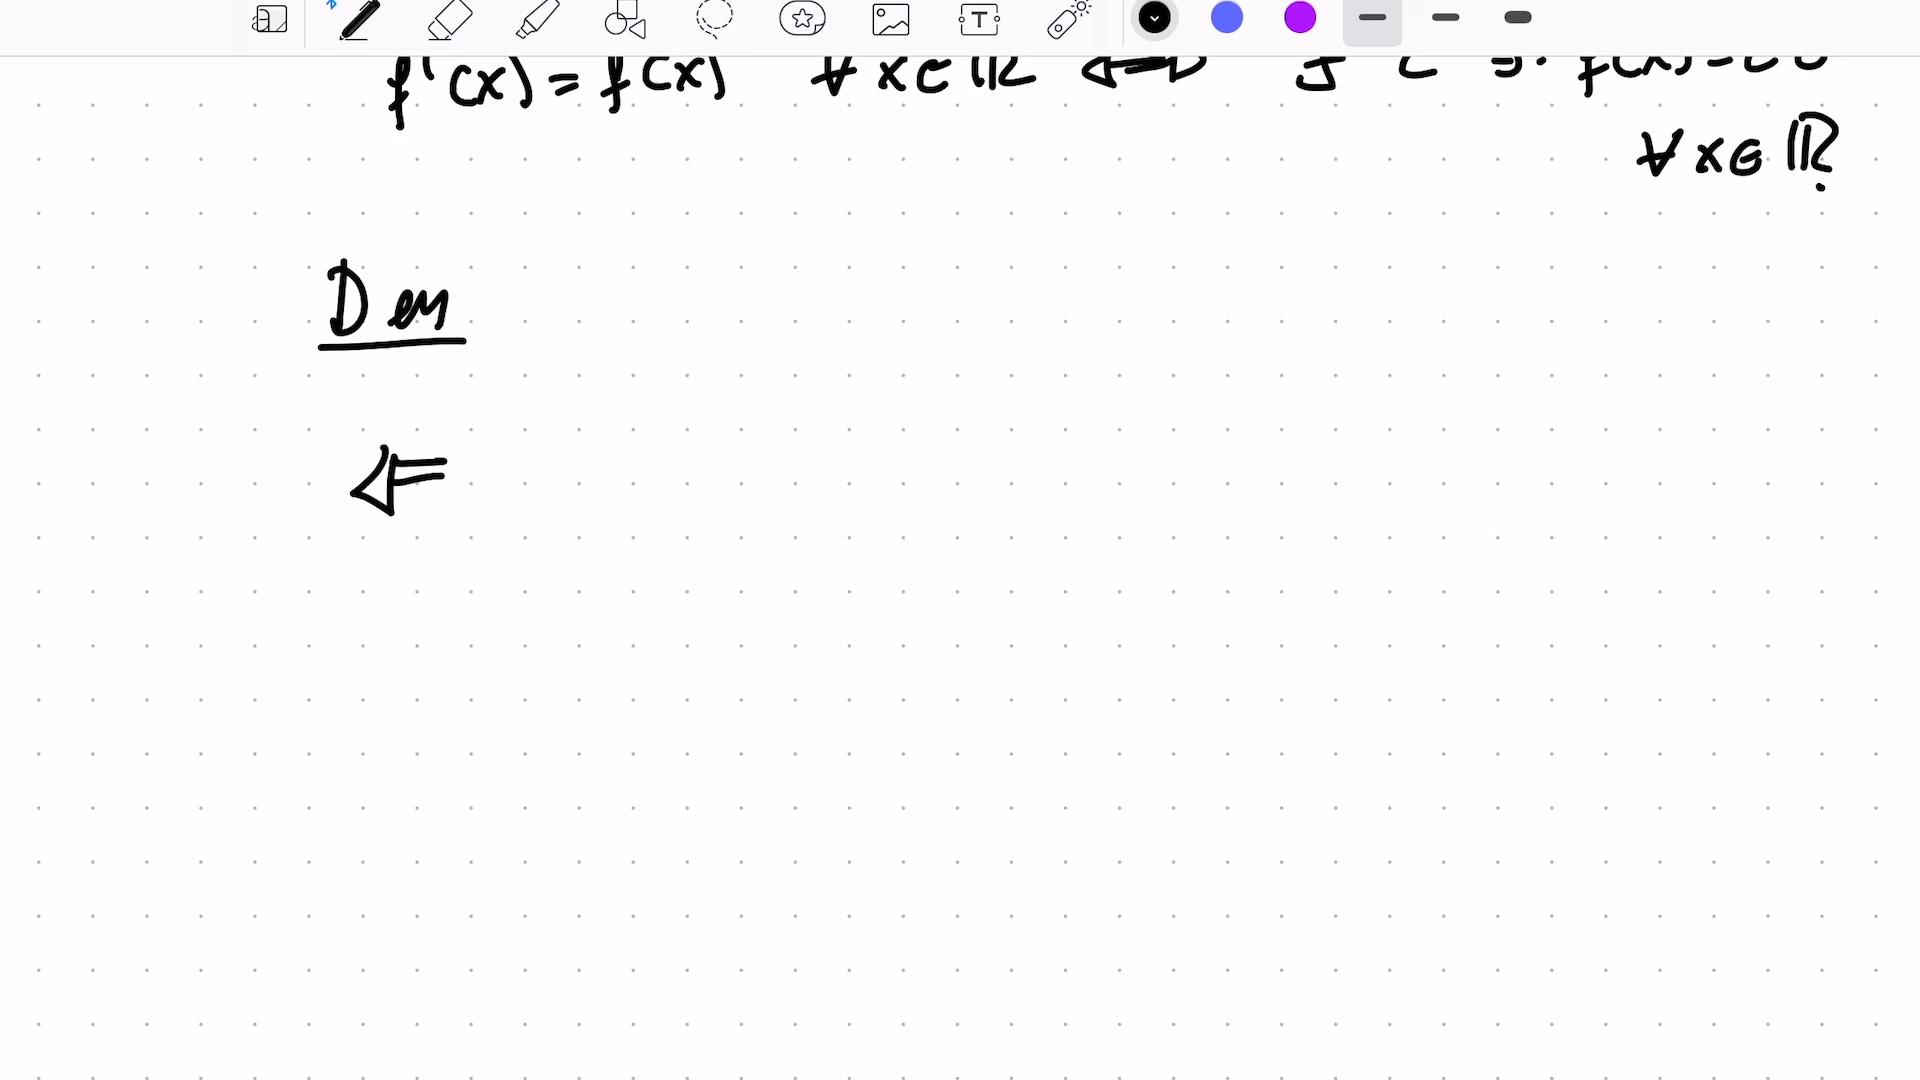 f'(x) = f(x) ∀ x ∈ ℝ ⟺ f(x) =
∀ x ∈ ℝ.
Dem
⇐